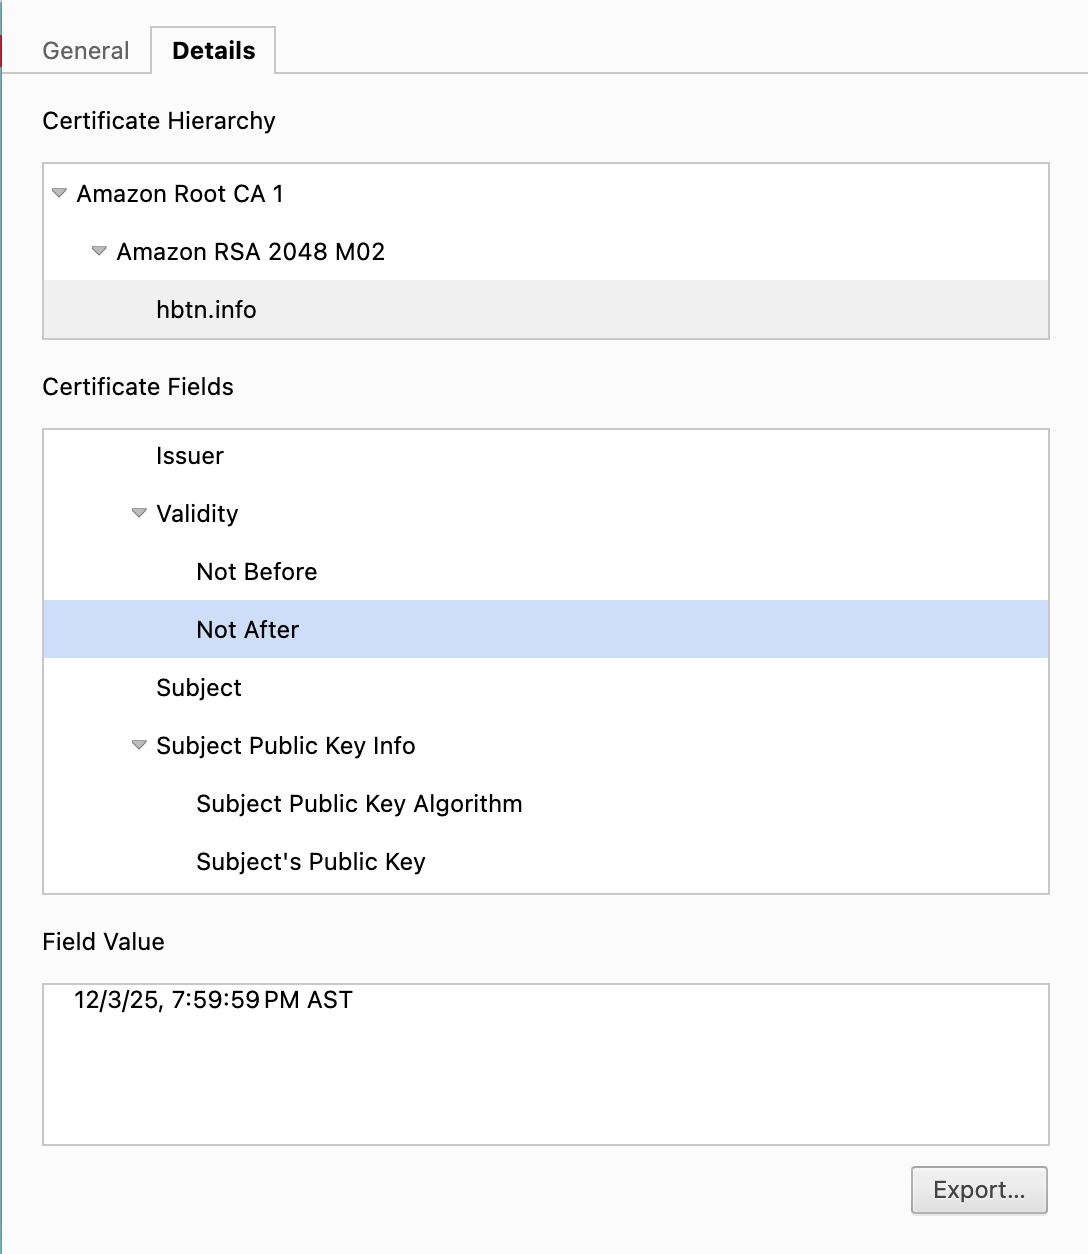 General Details
Certificate Hierarchy
Amazon Root CA 1
Amazon RSA 2048 M02
hbtn.info
Certificate Fields
Issuer
Validity
Not Before
Not After
Subject
Subject Public Key Info
Subject Public Key Algorithm
Subject's Public Key
Field Value
12/3/25, 7:59:59 PM AST
Export...